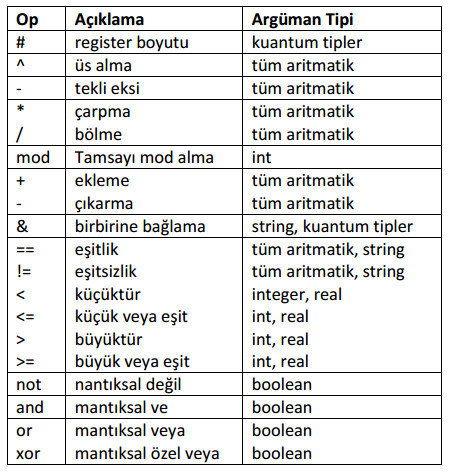 Op Açıklama Argüman Tipi
# register boyutu kuantum tipler
^ üs alma tüm aritmatik
- tekli eksi tüm aritmatik
* çarpma tüm aritmatik
/ bölme tüm aritmatik
mod Tamsayı mod alma int
+ ekleme tüm aritmatik
- çıkarma tüm aritmatik
& birbirine bağlama string, kuantum tipler
== eşitlik tüm aritmatik, string
!= eşitsizlik tüm aritmatik, string
< küçüktür integer, real
<= küçük veya eşit int, real
> büyüktür int, real
>= büyük veya eşit int, real
not nantıksal değil boolean
and mantıksal ve boolean
or mantıksal veya boolean
xor mantıksal özel veya boolean